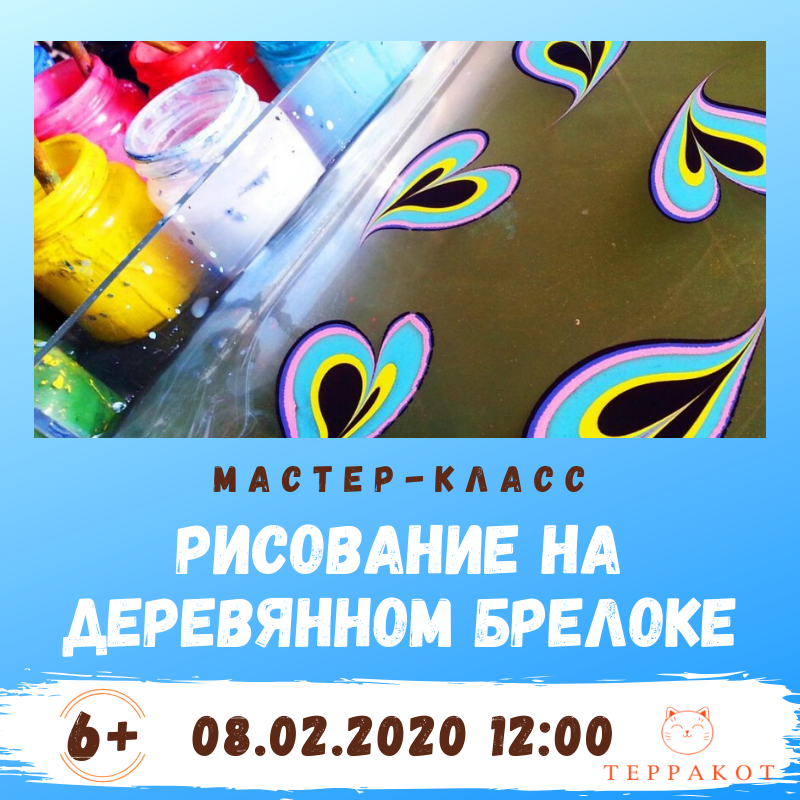 МАСТЕР-КЛАСС
РИСОВАНИЕ НА
ДЕРЕВЯННОМ БРЕЛОКЕ
6+ 08.02.2020 12:00
ТЕРРАКОТ